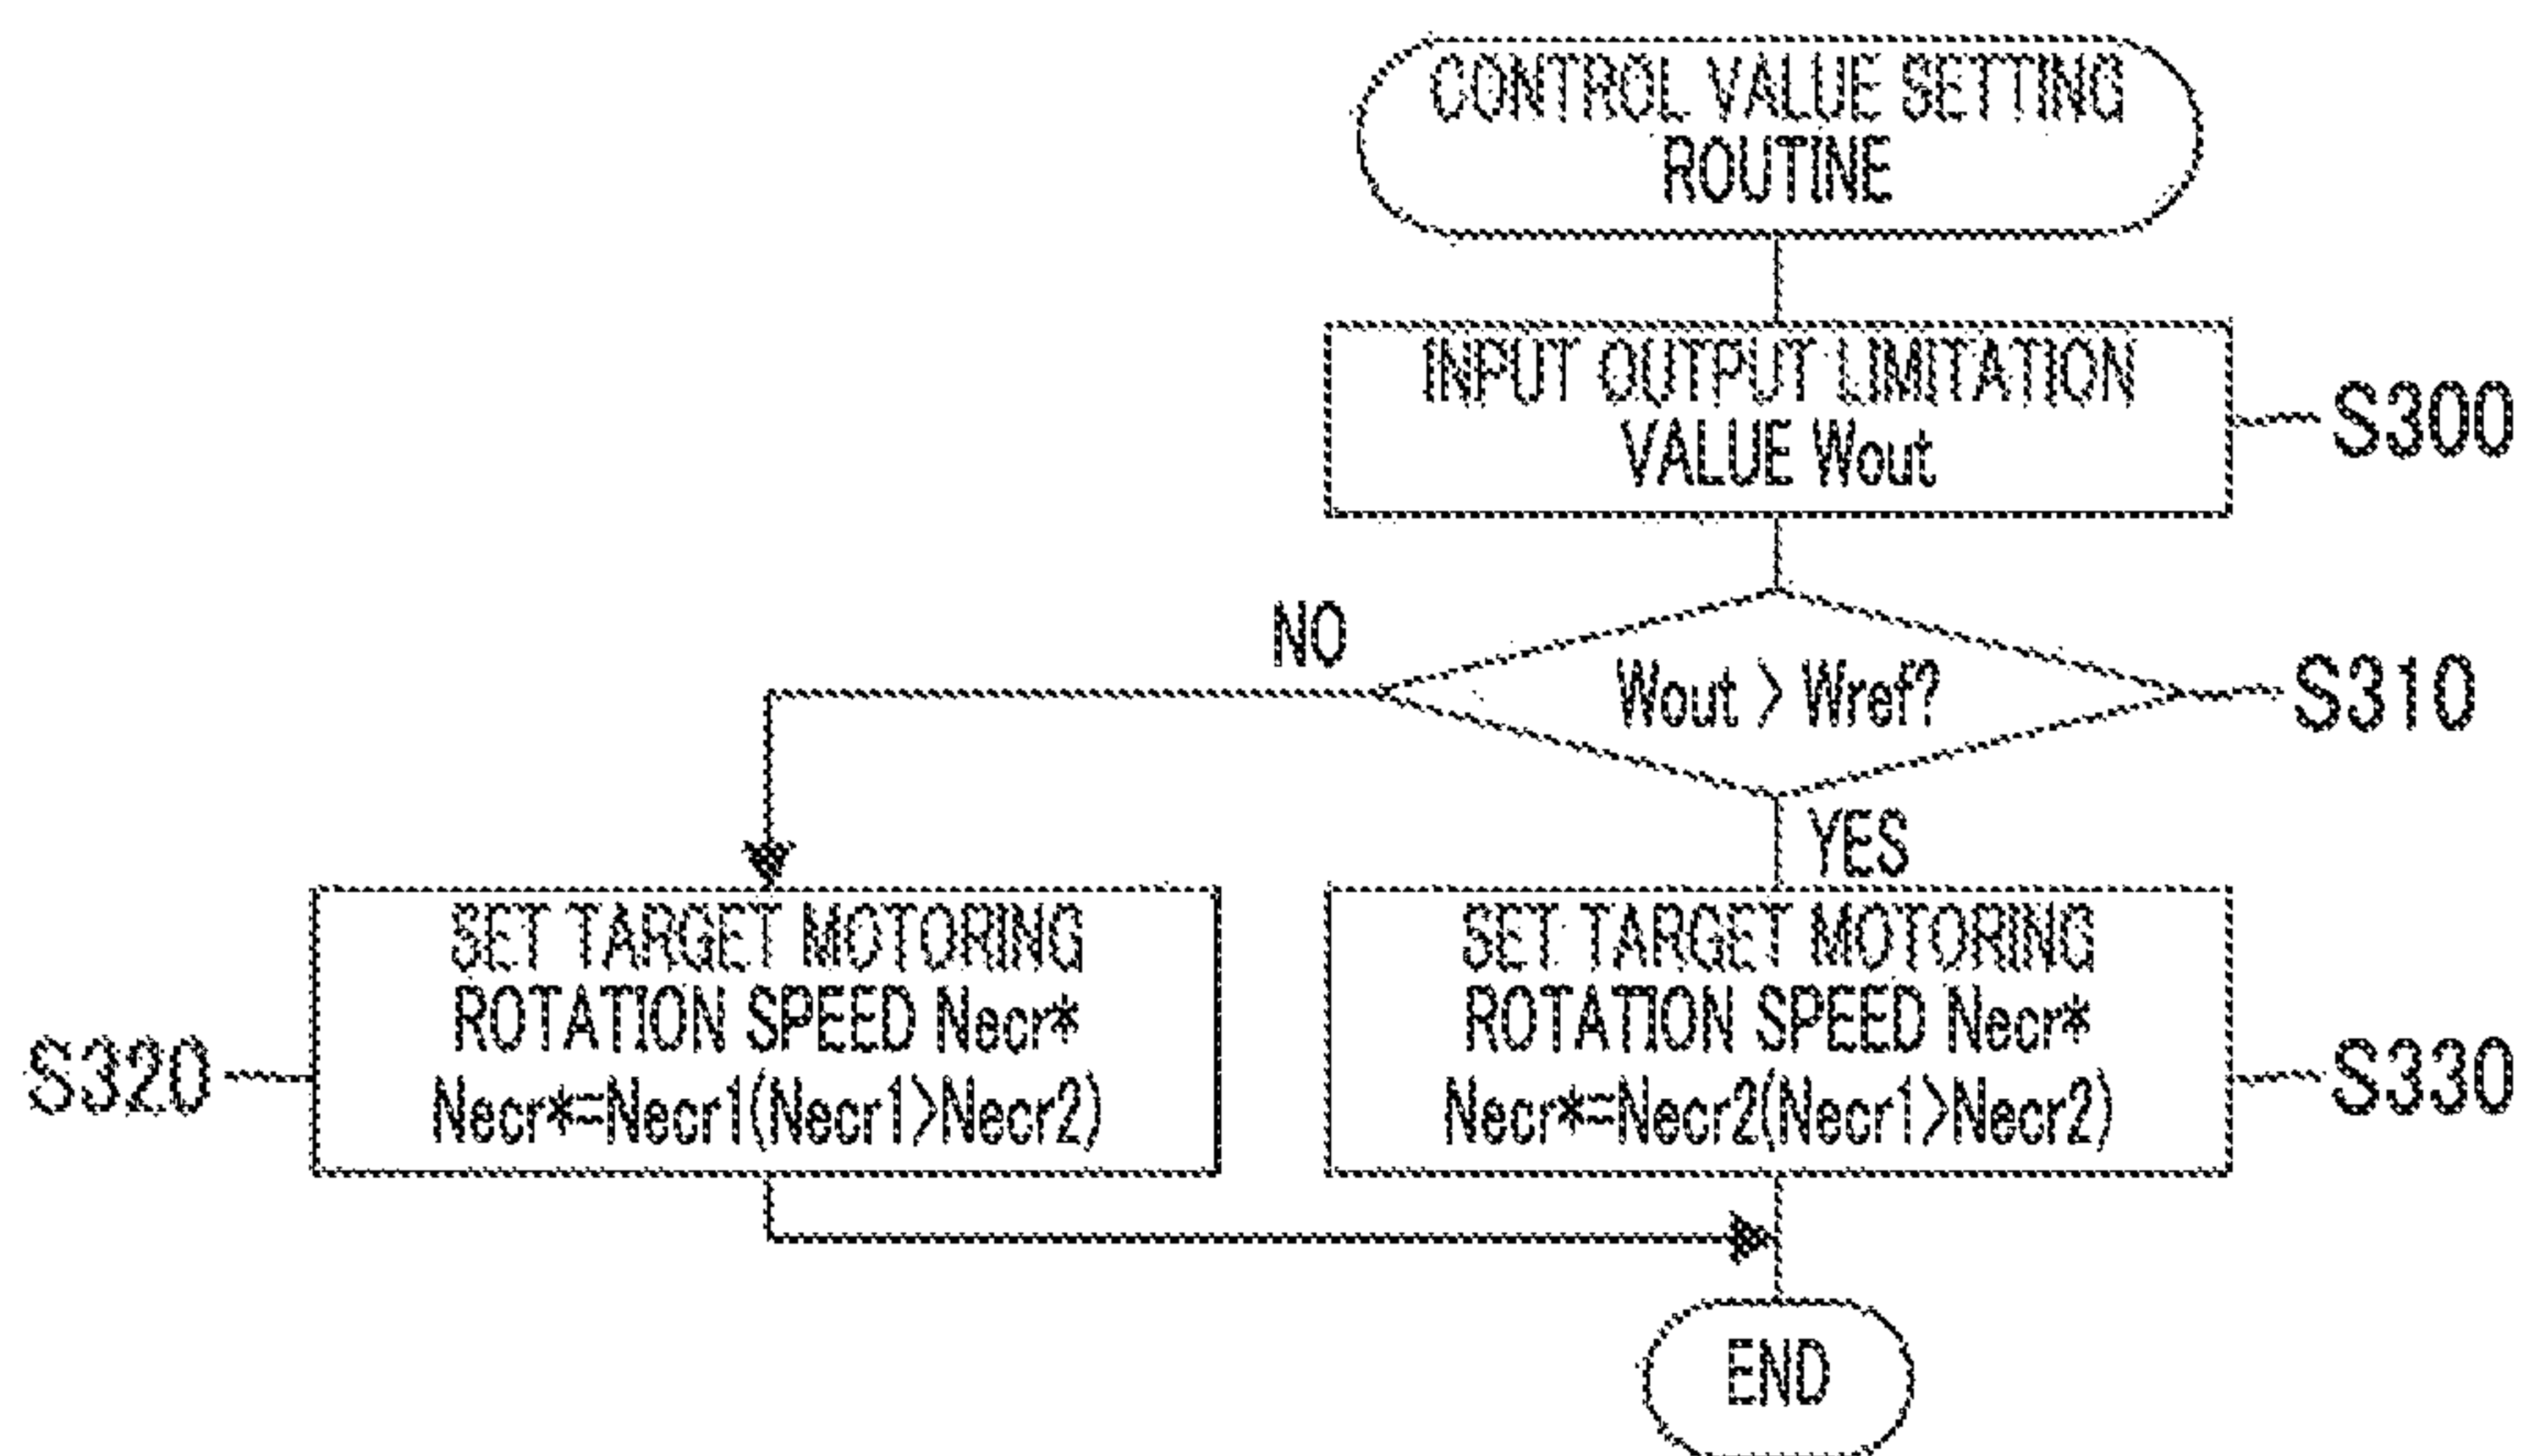 CONTROL VALUE SETTING
ROUTINE
INPUT OUTPUT LIMITATION
VALUE Wout
S300
NO
Wout > Wref?
S310
YES
SET TARGET MOTORING
ROTATION SPEED Necr*
Necr*=Necr1(Necr1>Necr2)
S320
SET TARGET MOTORING
ROTATION SPEED Necr*
Necr*=Necr2(Necr1>Necr2)
S330
END